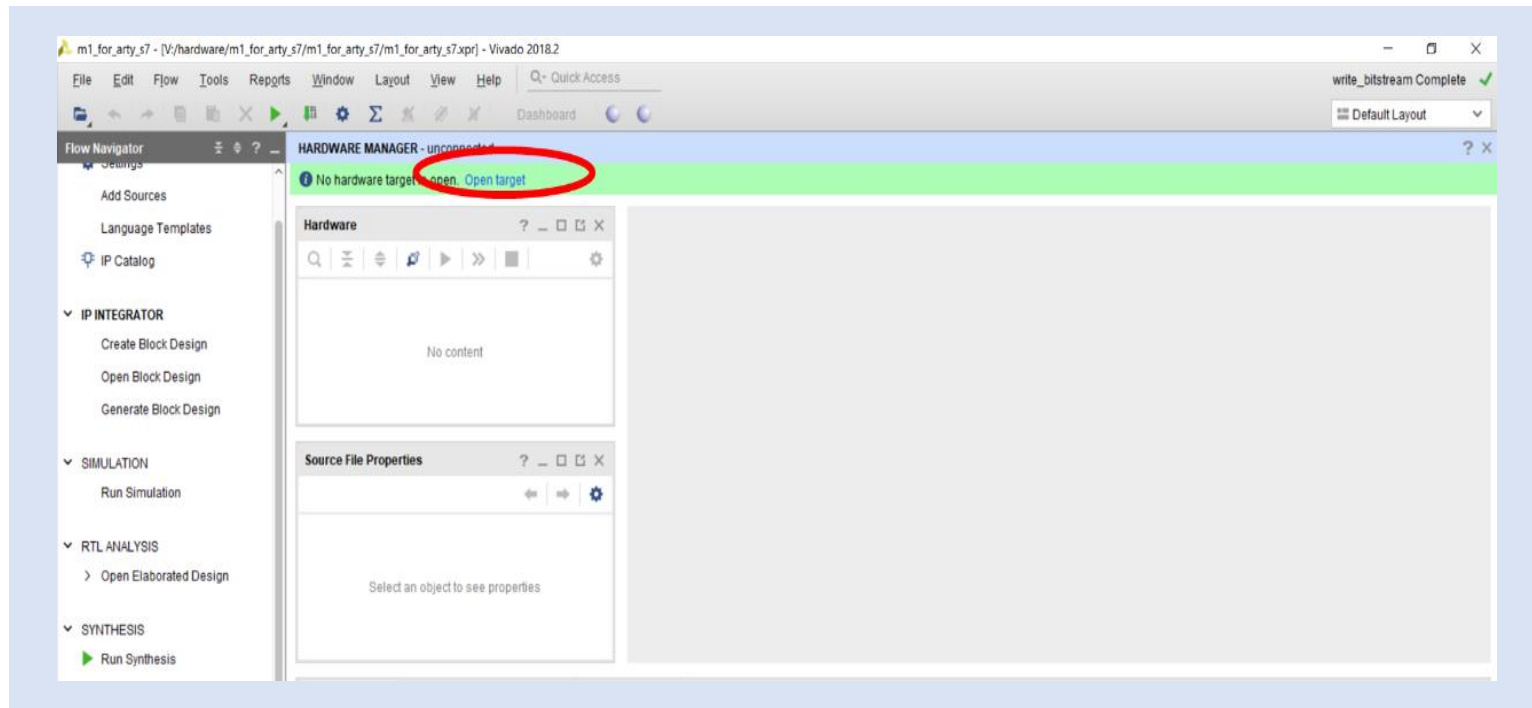 m1_for_arty_s7 - [V:/hardware/m1_for_arty_s7/m1_for_arty_s7/m1_for_arty_s7.xpr] - Vivado 2018.2
File Edit Flow Tools Reports Window Layout View Help Q- Quick Access
write_bitstream Complete
Dashboard
Default Layout
Flow Navigator
HARDWARE MANAGER - unconnected
Settings
No hardware target is open. Open target
Add Sources
Language Templates
IP Catalog
Hardware
No content
IP INTEGRATOR
Create Block Design
Open Block Design
Generate Block Design
Source File Properties
Select an object to see properties
SIMULATION
Run Simulation
RTL ANALYSIS
Open Elaborated Design
SYNTHESIS
Run Synthesis